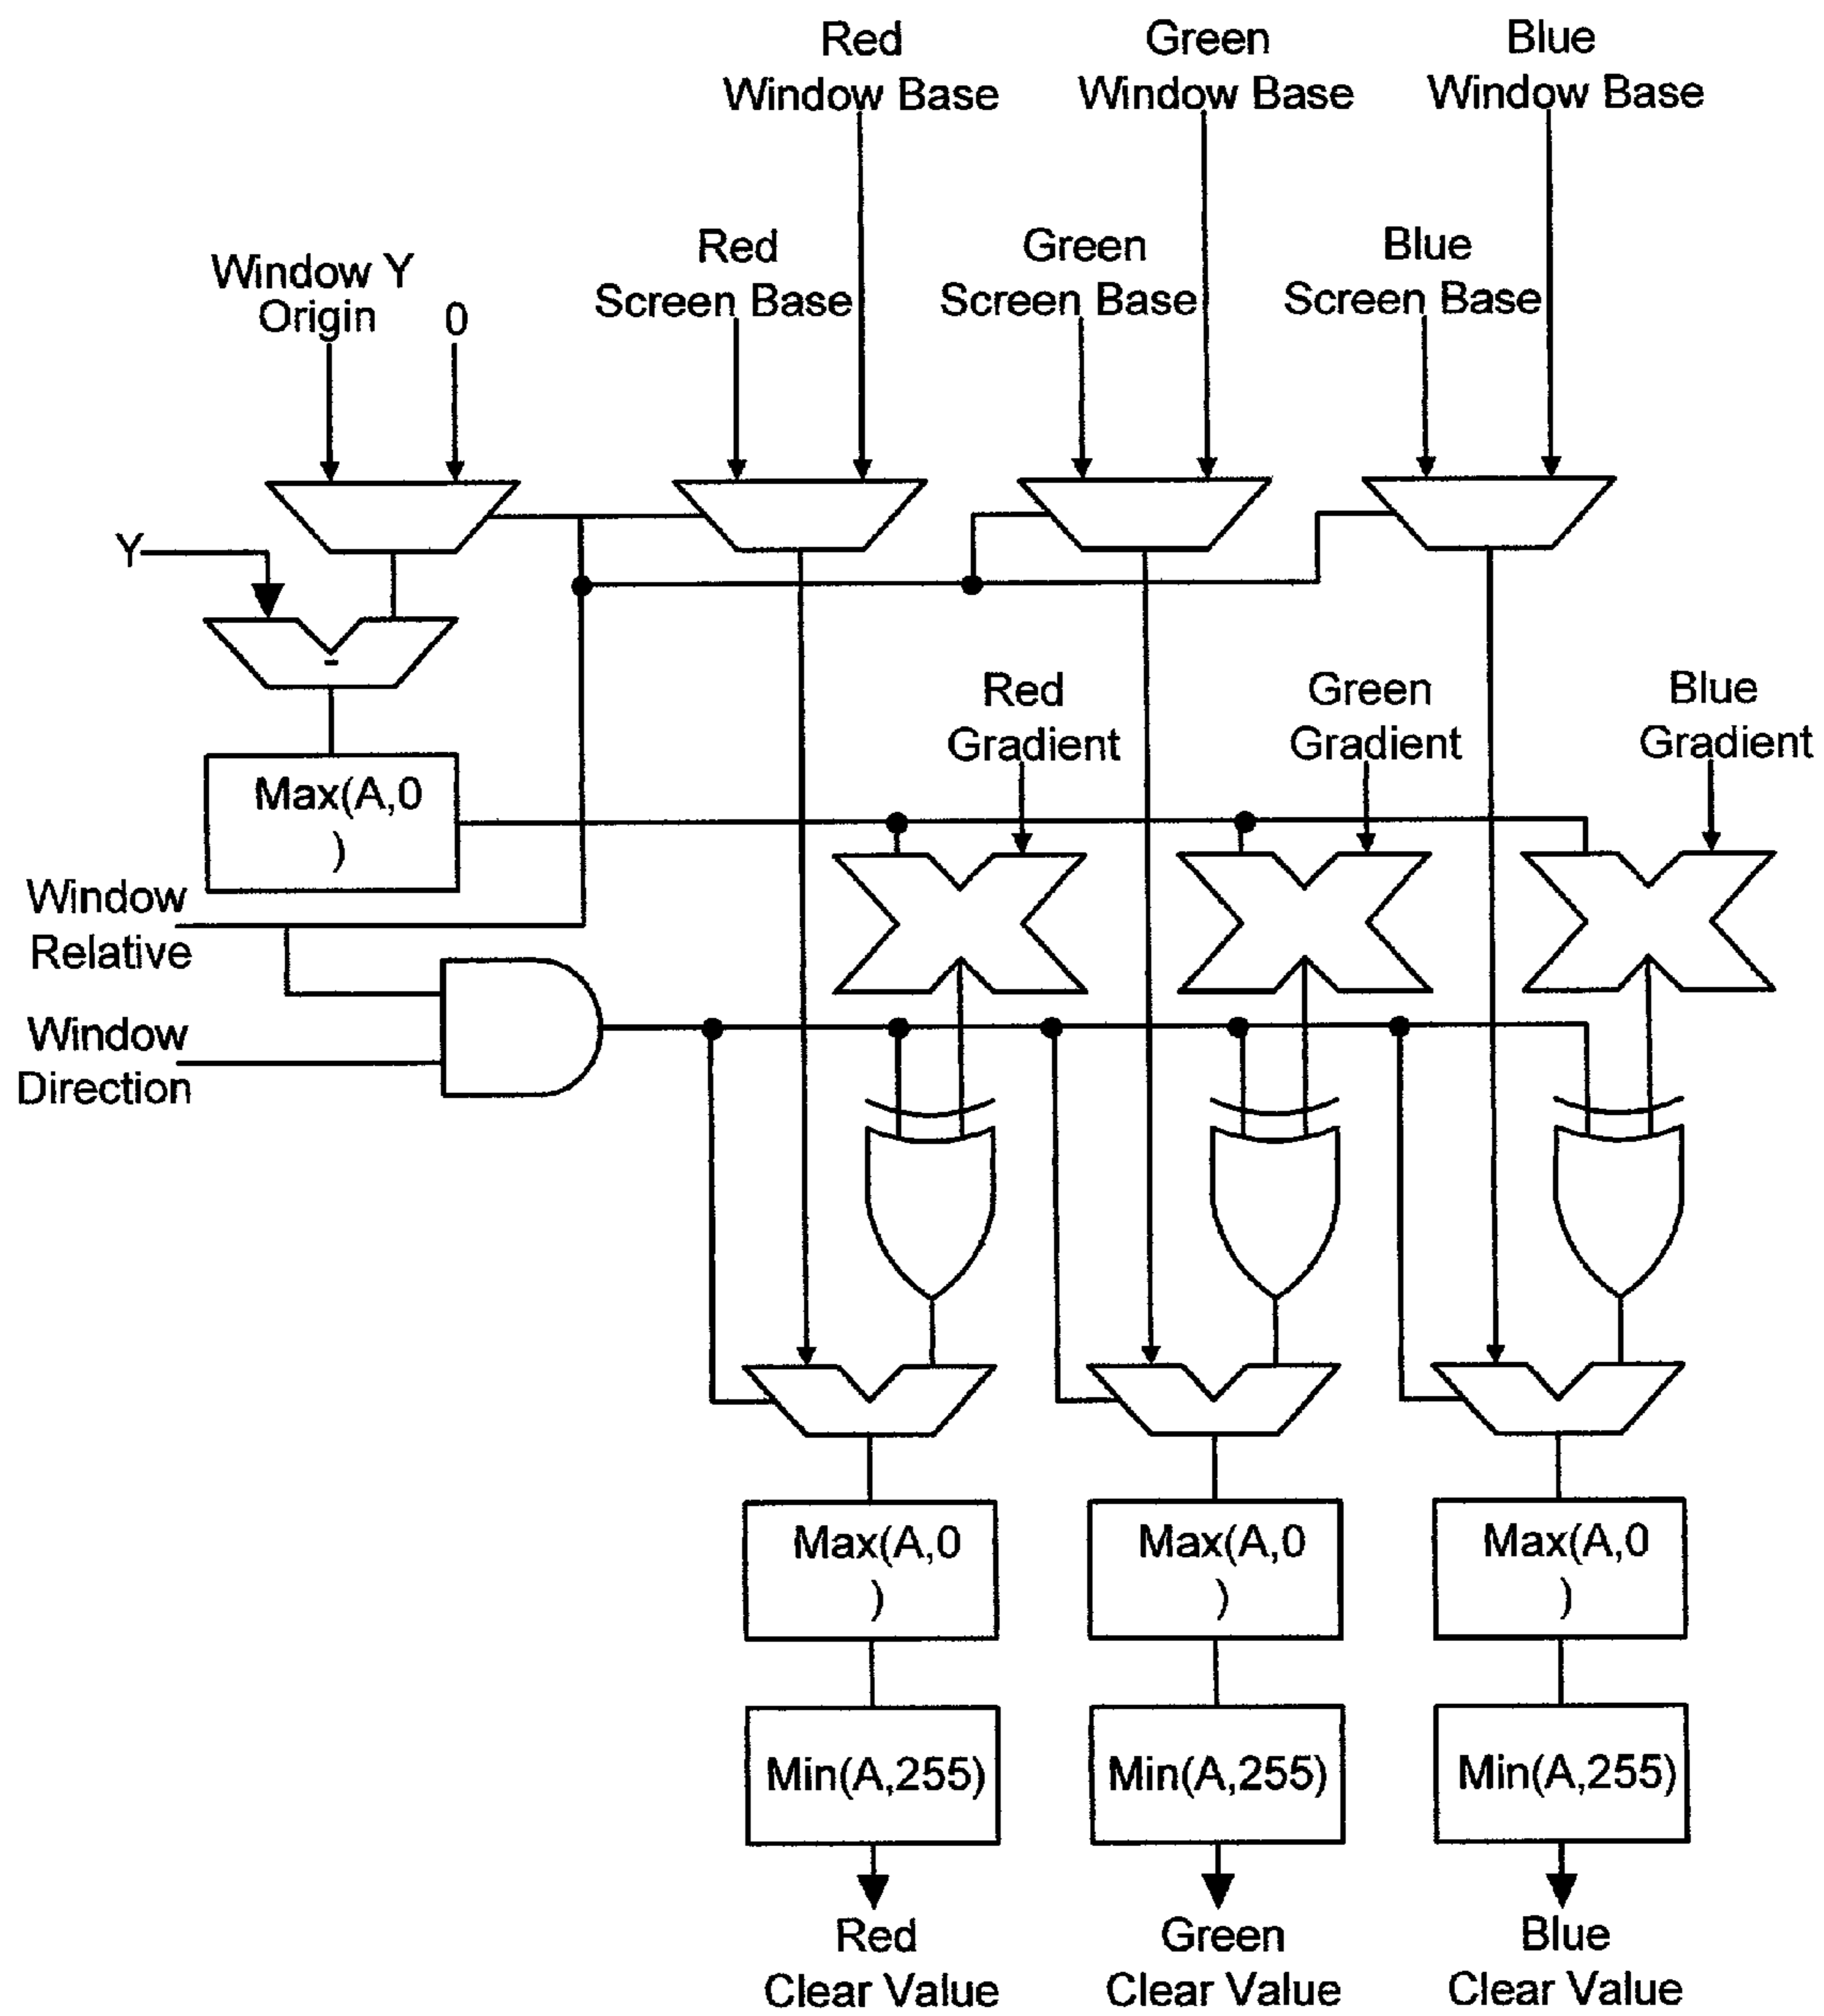 Red
Window Base
Green
Window Base
Blue
Window Base
Red
Screen Base
Green
Screen Base
Blue
Screen Base
Window Y
Origin
0
Y
-
Red
Gradient
Green
Gradient
Blue
Gradient
Max(A,0
)
Window
Relative
Window
Direction
Max(A,0
)
Max(A,0
)
Max(A,0
)
Min(A,255)
Min(A,255)
Min(A,255)
Red
Clear Value
Green
Clear Value
Blue
Clear Value